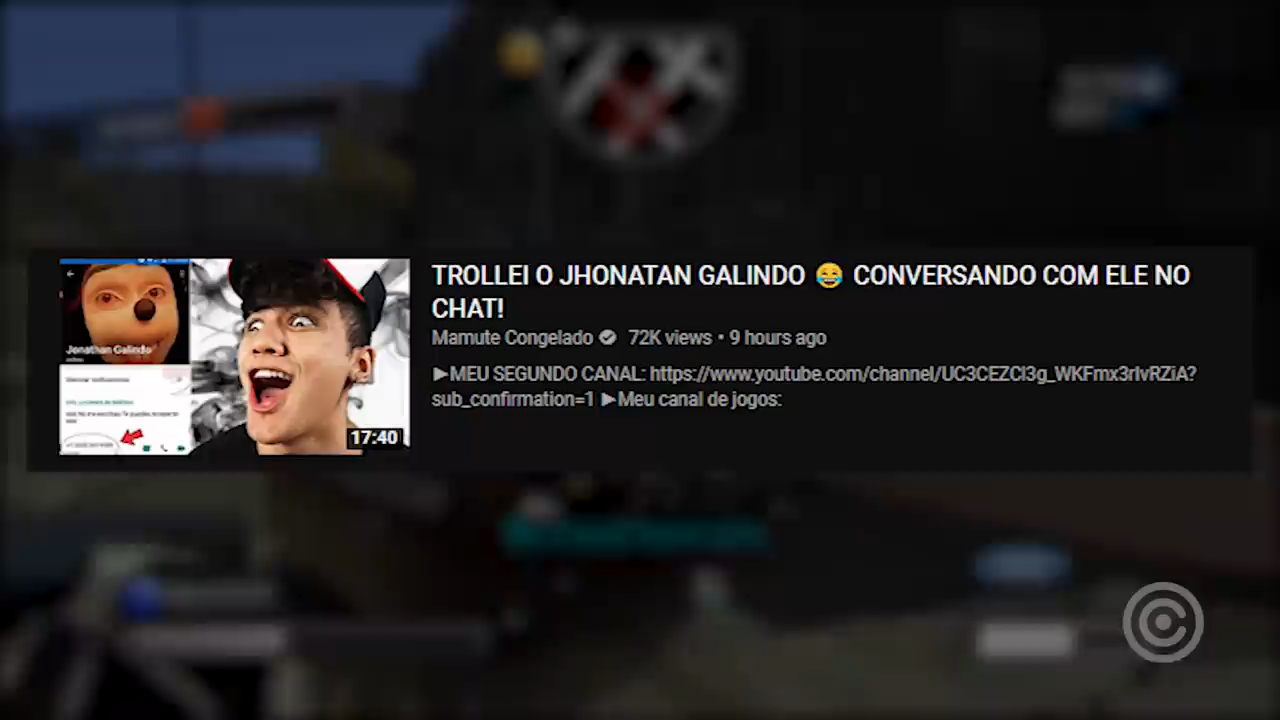 TROLLEI O JHONATAN GALINDO 😂 CONVERSANDO COM ELE NO
CHAT!
Mamute Congelado 72K views • 9 hours ago
►MEU SEGUNDO CANAL: https://www.youtube.com/channel/UC3CEZCl3g_WKFmx3rlvRZiA?
sub_confirmation=1 ►Meu canal de jogos:
Jonathan Galindo
17:40